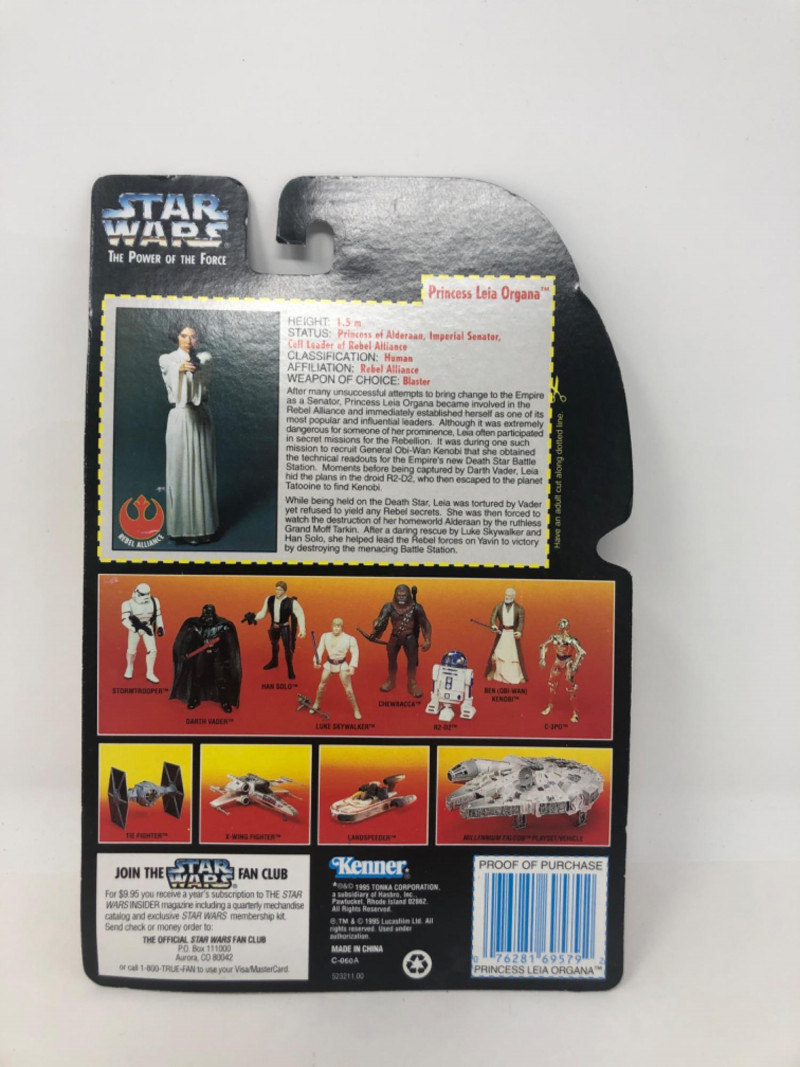 STAR
WARS®
THE POWER OF THE FORCE
Princess Leia Organa™
HEIGHT: 1.5 m
STATUS: Princess of Alderaan, Imperial Senator,
Cell Leader of Rebel Alliance
CLASSIFICATION: Human
AFFILIATION: Rebel Alliance
WEAPON OF CHOICE: Blaster
After many unsuccessful attempts to bring change to the Empire
as a Senator, Princess Leia Organa became involved in the
Rebel Alliance and immediately established herself as one of its
most popular and influential leaders. Although it was extremely
dangerous for someone of her prominence, Leia often participated
in secret missions for the Rebellion. It was during one such
mission to recruit General Obi-Wan Kenobi that she obtained
the technical readouts for the Empire's new Death Star Battle
Station. Moments before being captured by Darth Vader, Leia
hid the plans in the droid R2-D2, who then escaped to the planet
Tatooine to find Kenobi.
While being held on the Death Star, Leia was tortured by Vader
yet refused to yield any Rebel secrets. She was then forced to
watch the destruction of her homeworld Alderaan by the ruthless
Grand Moff Tarkin. After a daring rescue by Luke Skywalker and
Han Solo, she helped lead the Rebel forces on Yavin to victory
by destroying the menacing Battle Station.
REBEL ALLIANCE
Have an adult cut along dotted line.
STORMTROOPER™
DARTH VADER™
HAN SOLO™
LUKE SKYWALKER™
CHEWBACCA™
R2-D2™
BEN (OBI-WAN)
KENOBI™
C-3PO™
TIE FIGHTER™
X-WING FIGHTER™
LANDSPEEDER™
MILLENNIUM FALCON™ PLAYSET/VEHICLE
JOIN THE STAR WARS® FAN CLUB
For $9.95 you receive a year's subscription to THE STAR
WARS INSIDER magazine including a quarterly merchandise
catalog and exclusive STAR WARS membership kit.
Send check or money order to:
THE OFFICIAL STAR WARS FAN CLUB
P.O. Box 111000
Aurora, CO 80042
or call 1-800-TRUE-FAN to use your Visa/MasterCard.
Kenner®
*®&© 1995 TONKA CORPORATION,
a subsidiary of Hasbro, Inc.,
Pawtucket, Rhode Island 02862.
All Rights Reserved.
®,TM & © 1995 Lucasfilm Ltd. All
rights reserved. Used under
authorization.
MADE IN CHINA
C-060A
523211.00
PROOF OF PURCHASE
0 76281 69579 2
PRINCESS LEIA ORGANA™